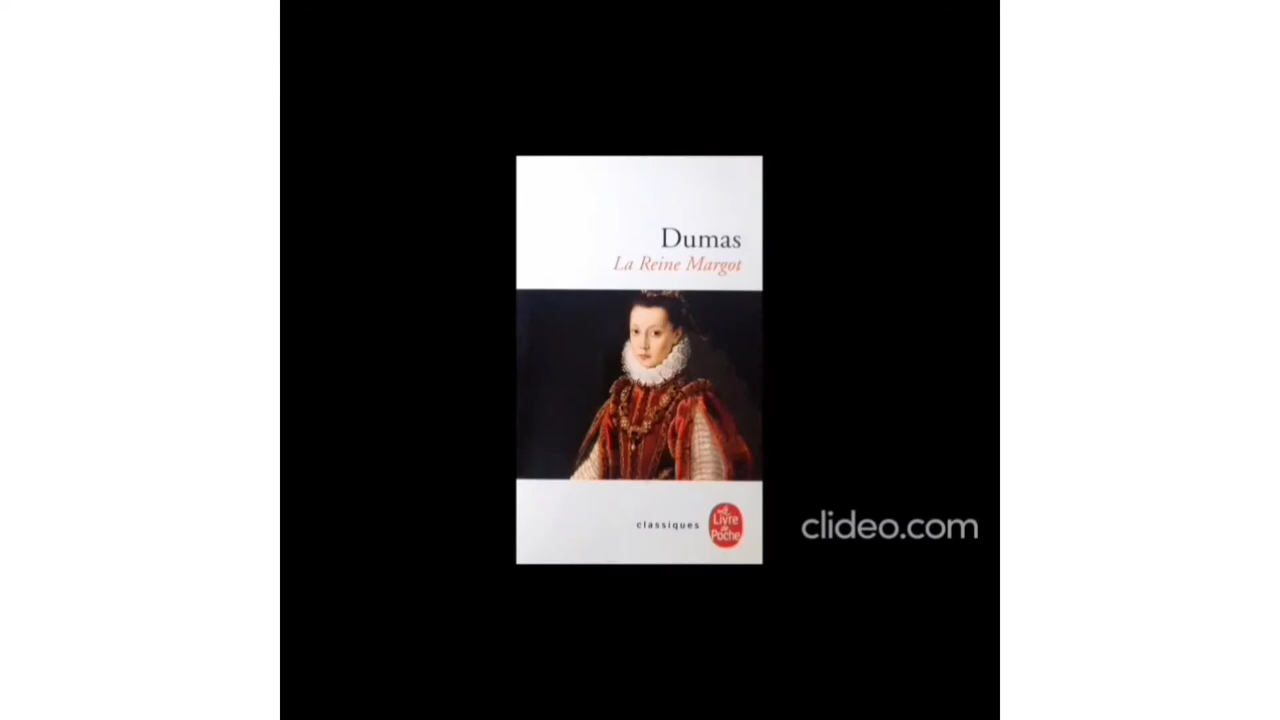 Dumas
La Reine Margot
classiques
Le
Livre
de
Poche
clideo.com